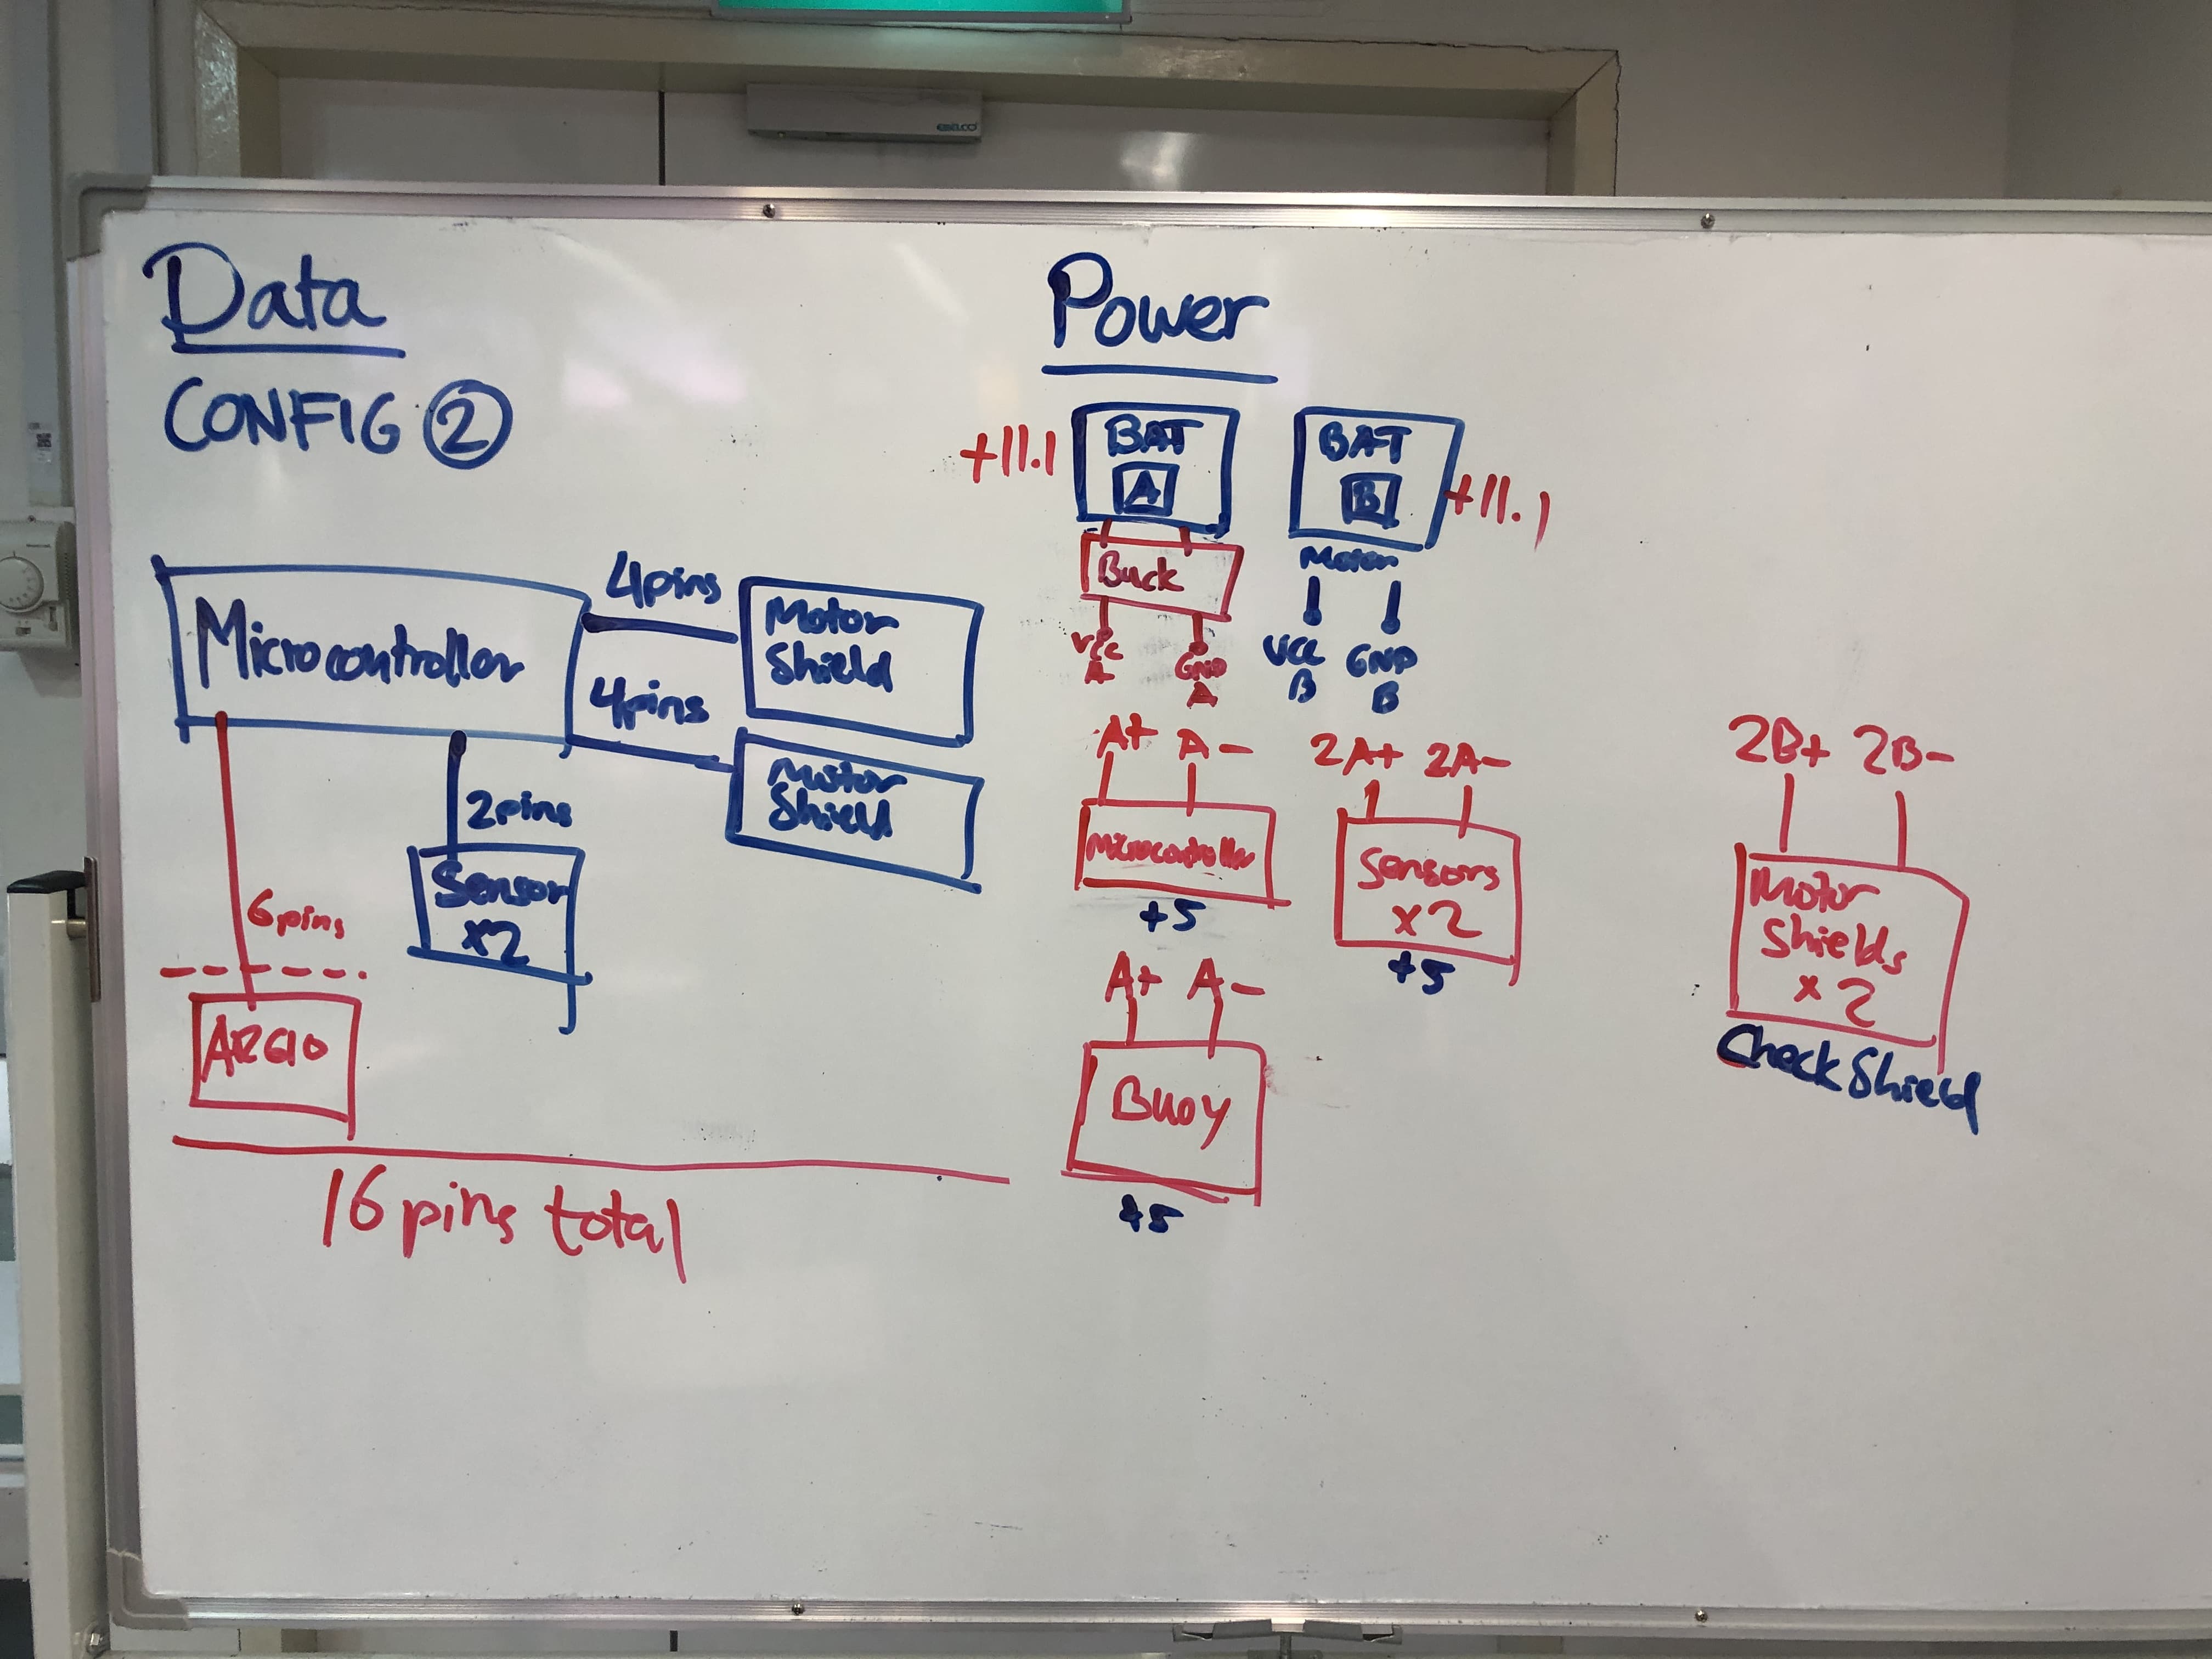 Data
CONFIG ②
Microcontroller
4pins
Motor
Shield
4pins
Motor
Shield
2pins
Sensor
x2
6pins
16 pins total
Power
+11.1
BAT
A
BAT
B
+11.1
Buck
Motor
VCC
A
GND
A
VCC
B
GND
B
A+ A-
Microcontroller
+5
2A+ 2A-
Sensors
x2
+5
2B+ 2B-
Motor
Shields
x 2
Check Shield
A+ A-
Buoy
+5